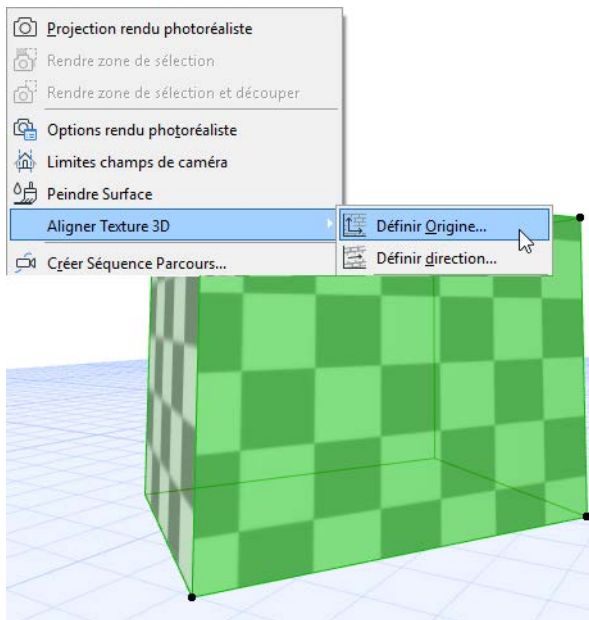 Projection rendu photoréaliste
Rendre zone de sélection
Rendre zone de sélection et découper
Options rendu photoréaliste
Limites champs de caméra
Peindre Surface
Aligner Texture 3D
Définir Origine...
Définir direction...
Créer Séquence Parcours...